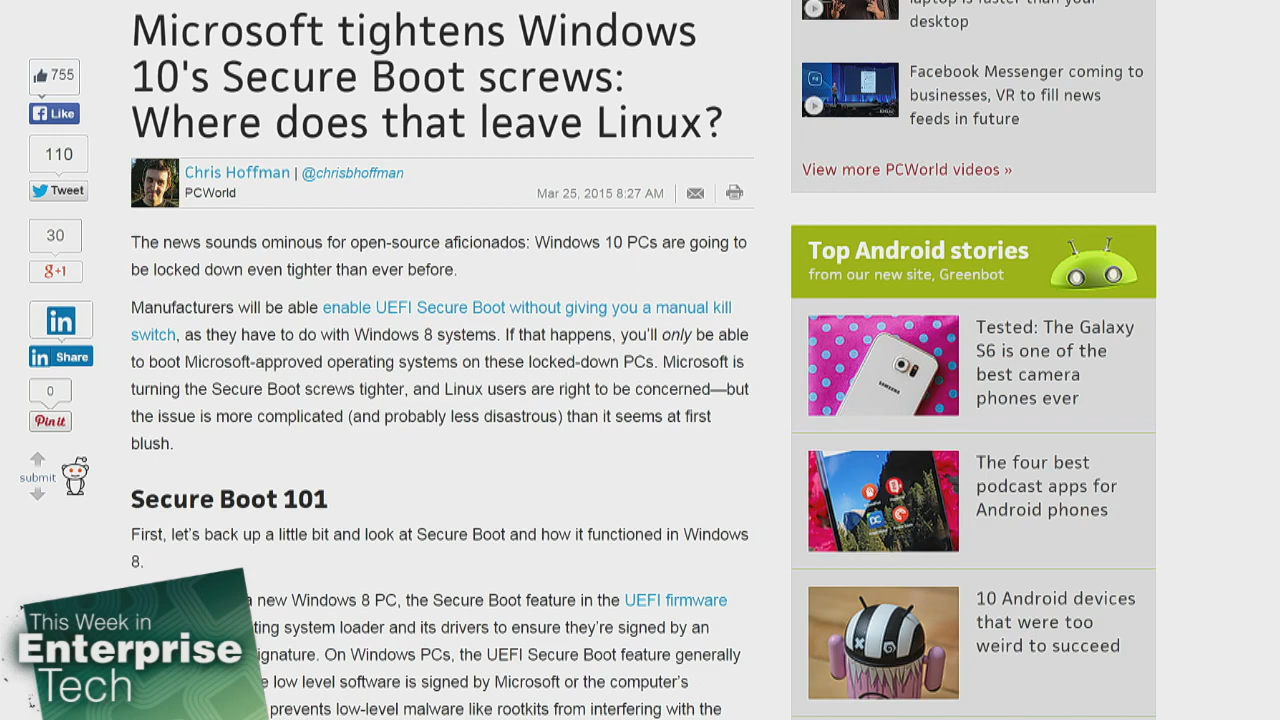 Microsoft tightens Windows
10's Secure Boot screws:
Where does that leave Linux?
755
Like
110
Tweet
30
g+1
in
in Share
0
Pin it
submit
Chris Hoffman | @chrisbhoffman
PCWorld
Mar 25, 2015 8:27 AM
The news sounds ominous for open-source aficionados: Windows 10 PCs are going to
be locked down even tighter than ever before.
Manufacturers will be able enable UEFI Secure Boot without giving you a manual kill
switch, as they have to do with Windows 8 systems. If that happens, you'll only be able
to boot Microsoft-approved operating systems on these locked-down PCs. Microsoft is
turning the Secure Boot screws tighter, and Linux users are right to be concerned—but
the issue is more complicated (and probably less disastrous) than it seems at first
blush.
Secure Boot 101
First, let's back up a little bit and look at Secure Boot and how it functioned in Windows
8.
a new Windows 8 PC, the Secure Boot feature in the UEFI firmware
ting system loader and its drivers to ensure they're signed by an
ignature. On Windows PCs, the UEFI Secure Boot feature generally
e low level software is signed by Microsoft or the computer's
prevents low-level malware like rootkits from interfering with the
This Week in
Enterprise
Tech
laptop is faster than your
desktop
Facebook Messenger coming to
businesses, VR to fill news
feeds in future
View more PCWorld videos »
Top Android stories
from our new site, Greenbot
Tested: The Galaxy
S6 is one of the
best camera
phones ever
SAMSUNG
The four best
podcast apps for
Android phones
10 Android devices
that were too
weird to succeed